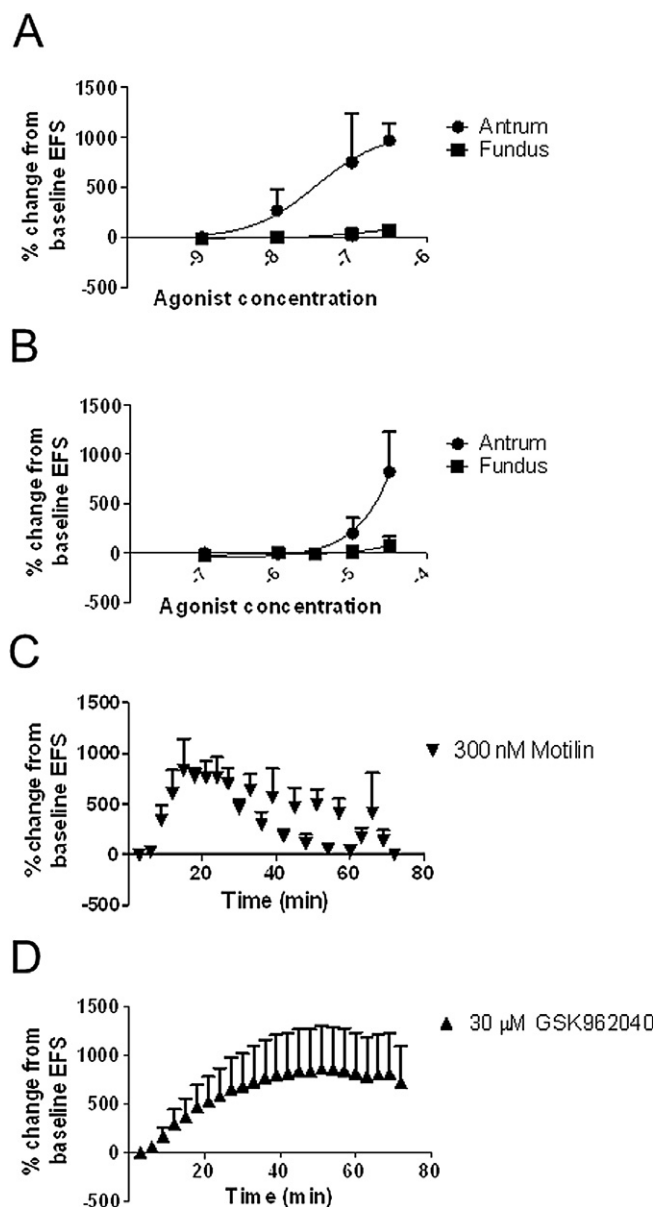 A
% change from
baseline EFS
1500
1000
500
0
-500
-9
-8
-7
-6
Agonist concentration
Antrum
Fundus
B
% change from
baseline EFS
1500
1000
500
0
-500
-7
-6
-5
-4
Agonist concentration
Antrum
Fundus
C
%change from
baseline EFS
1500
1000
500
0
-500
20
40
60
80
Time (min)
300 nM Motilin
D
% change from
baseline EFS
1500
1000
500
0
-500
20
40
60
80
Time (min)
30 µM GSK962040